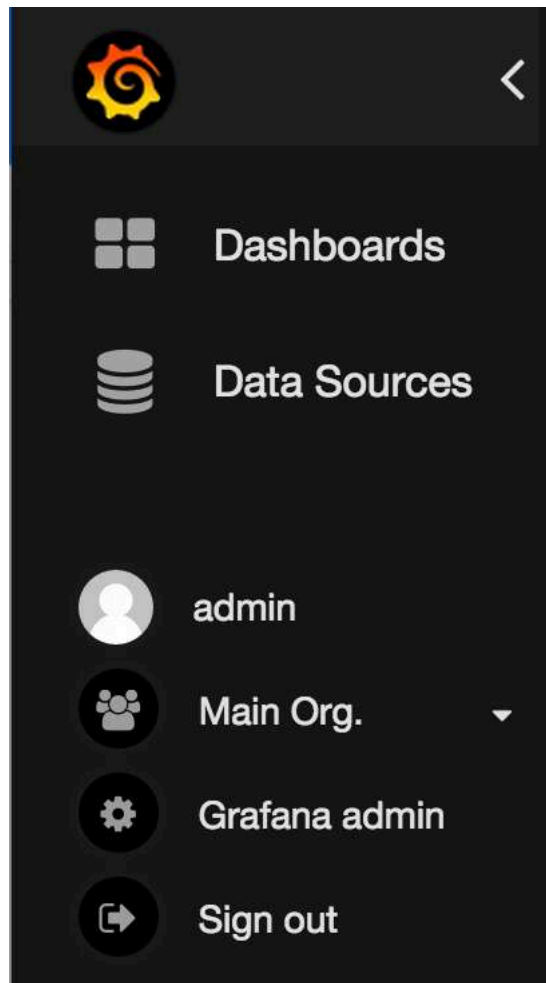 Dashboards
Data Sources
admin
Main Org.
Grafana admin
Sign out